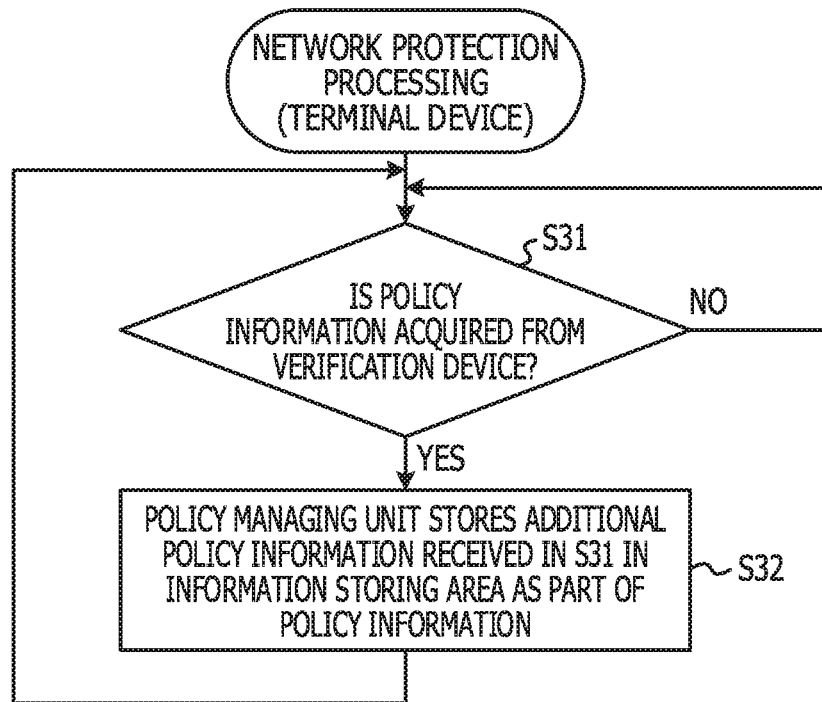 NETWORK PROTECTION
PROCESSING
(TERMINAL DEVICE)
S31
IS POLICY
INFORMATION ACQUIRED FROM
VERIFICATION DEVICE?
NO
YES
POLICY MANAGING UNIT STORES ADDITIONAL
POLICY INFORMATION RECEIVED IN S31 IN
INFORMATION STORING AREA AS PART OF
POLICY INFORMATION
S32